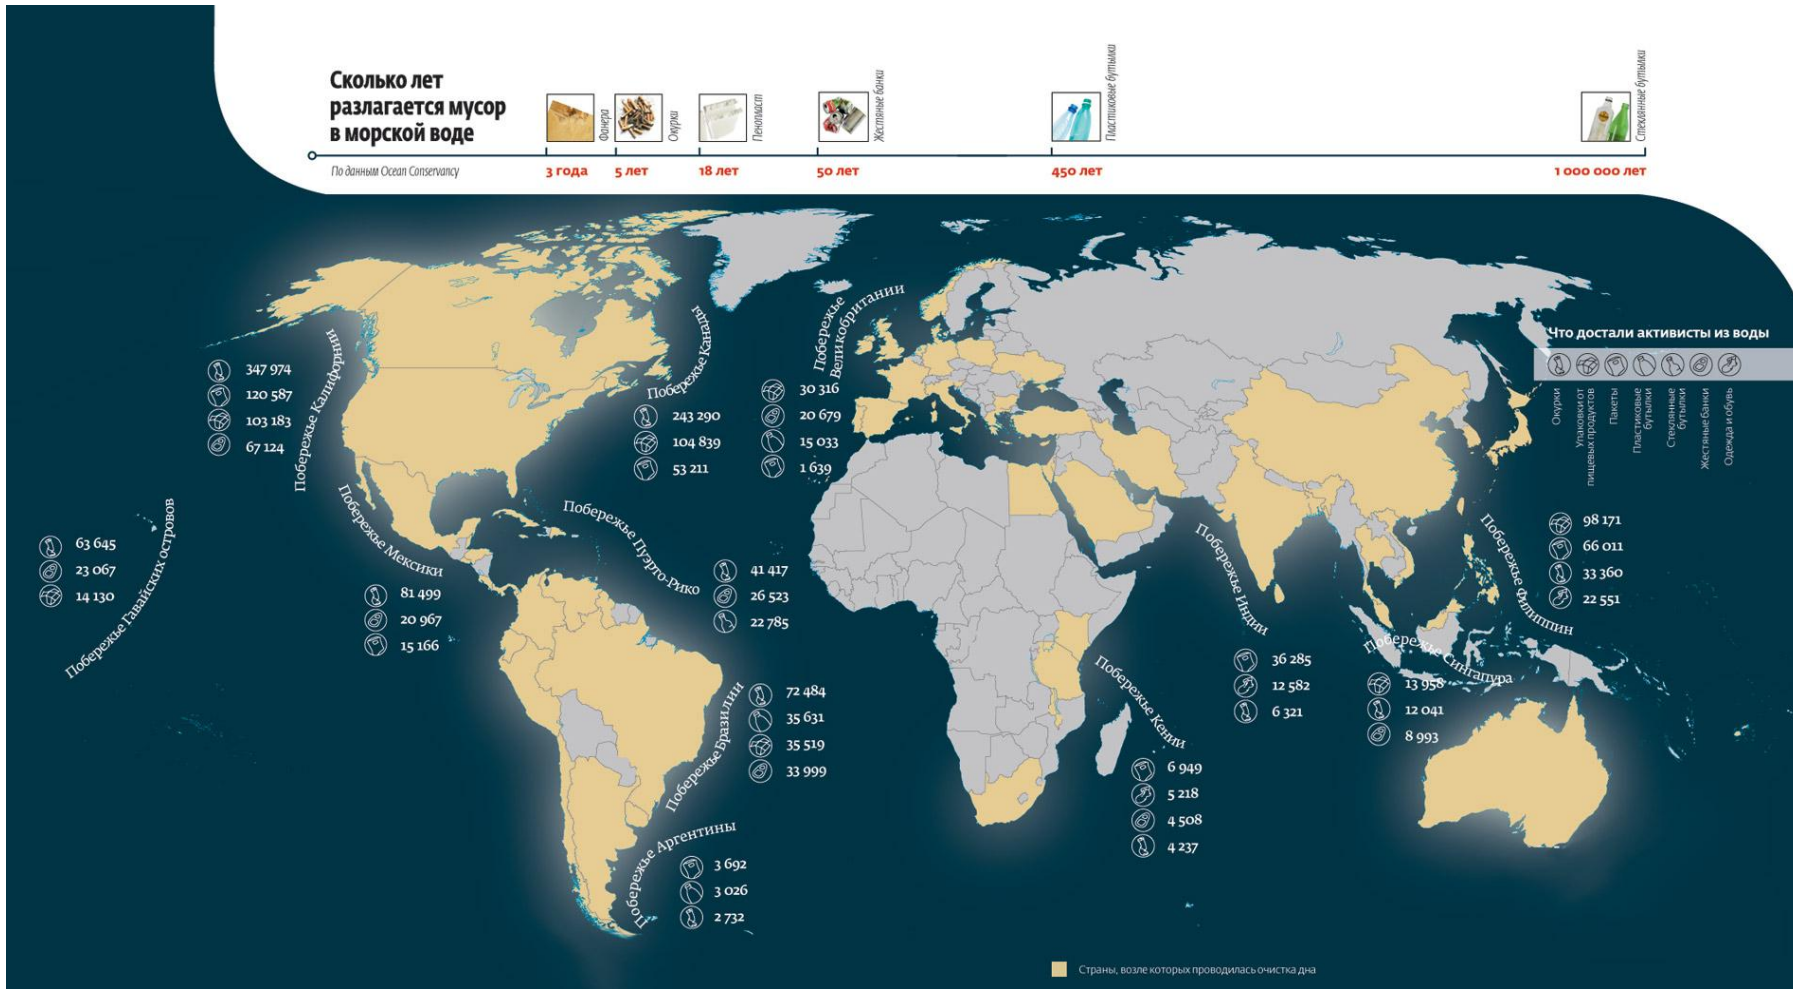 Сколько лет
разлагается мусор
в морской воде
По данным Ocean Conservancy
Фанера
Окурки
Пенопласт
Жестяные банки
Пластиковые бутылки
Стеклянные бутылки
3 года
5 лет
18 лет
50 лет
450 лет
1 000 000 лет
Побережье Калифорнии
347 974
120 587
103 183
67 124
Побережье Канады
243 290
104 839
53 211
Побережье
Великобритании
30 316
20 679
15 033
1 639
Что достали активисты из воды
Окурки
Упаковки от
пищевых продуктов
Пакеты
Пластиковые
бутылки
Стеклянные
бутылки
Жестяные банки
Одежда и обувь
Побережье Гавайских островов
63 645
23 067
14 130
Побережье Мексики
81 499
20 967
15 166
Побережье Пуэрто-Рико
41 417
26 523
22 785
Побережье Индии
36 285
12 582
6 321
Побережье Филиппин
98 171
66 011
33 360
22 551
Побережье Сингапура
13 958
12 041
8 993
Побережье Бразилии
72 484
35 631
35 519
33 999
Побережье Кении
6 949
5 218
4 508
4 237
Побережье Аргентины
3 692
3 026
2 732
Страны, возле которых проводилась очистка дна